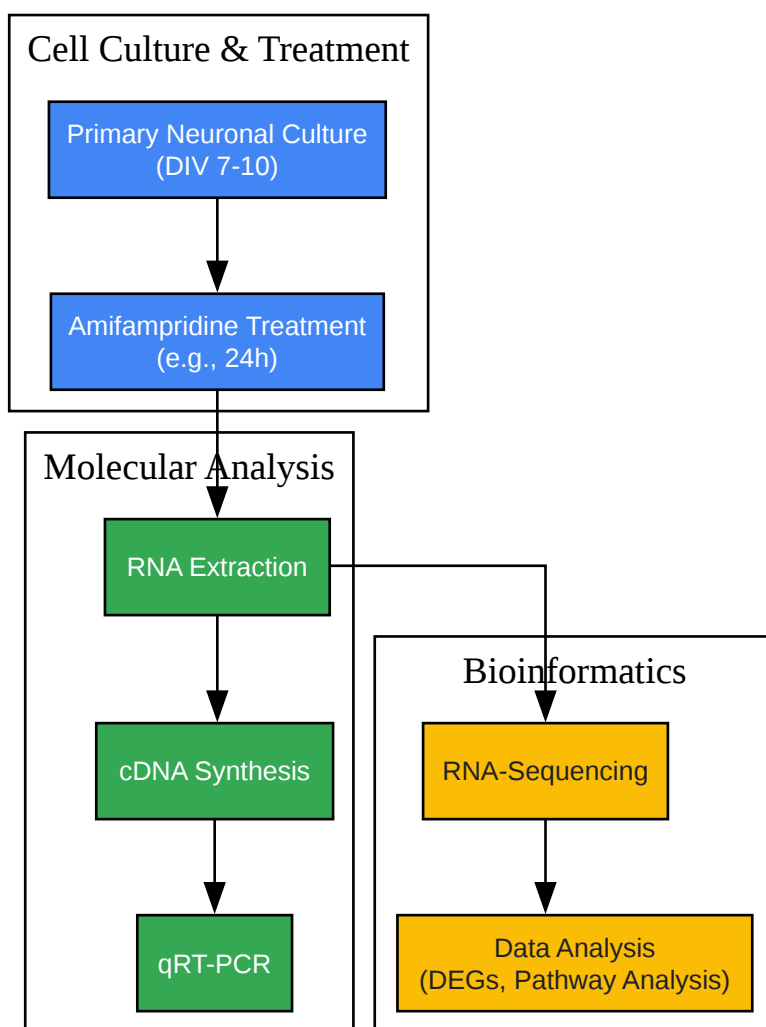 Cell Culture & Treatment
Primary Neuronal Culture
(DIV 7-10)
Amifampridine Treatment
(e.g., 24h)
Molecular Analysis
RNA Extraction
cDNA Synthesis
qRT-PCR
Bioinformatics
RNA-Sequencing
Data Analysis
(DEGs, Pathway Analysis)